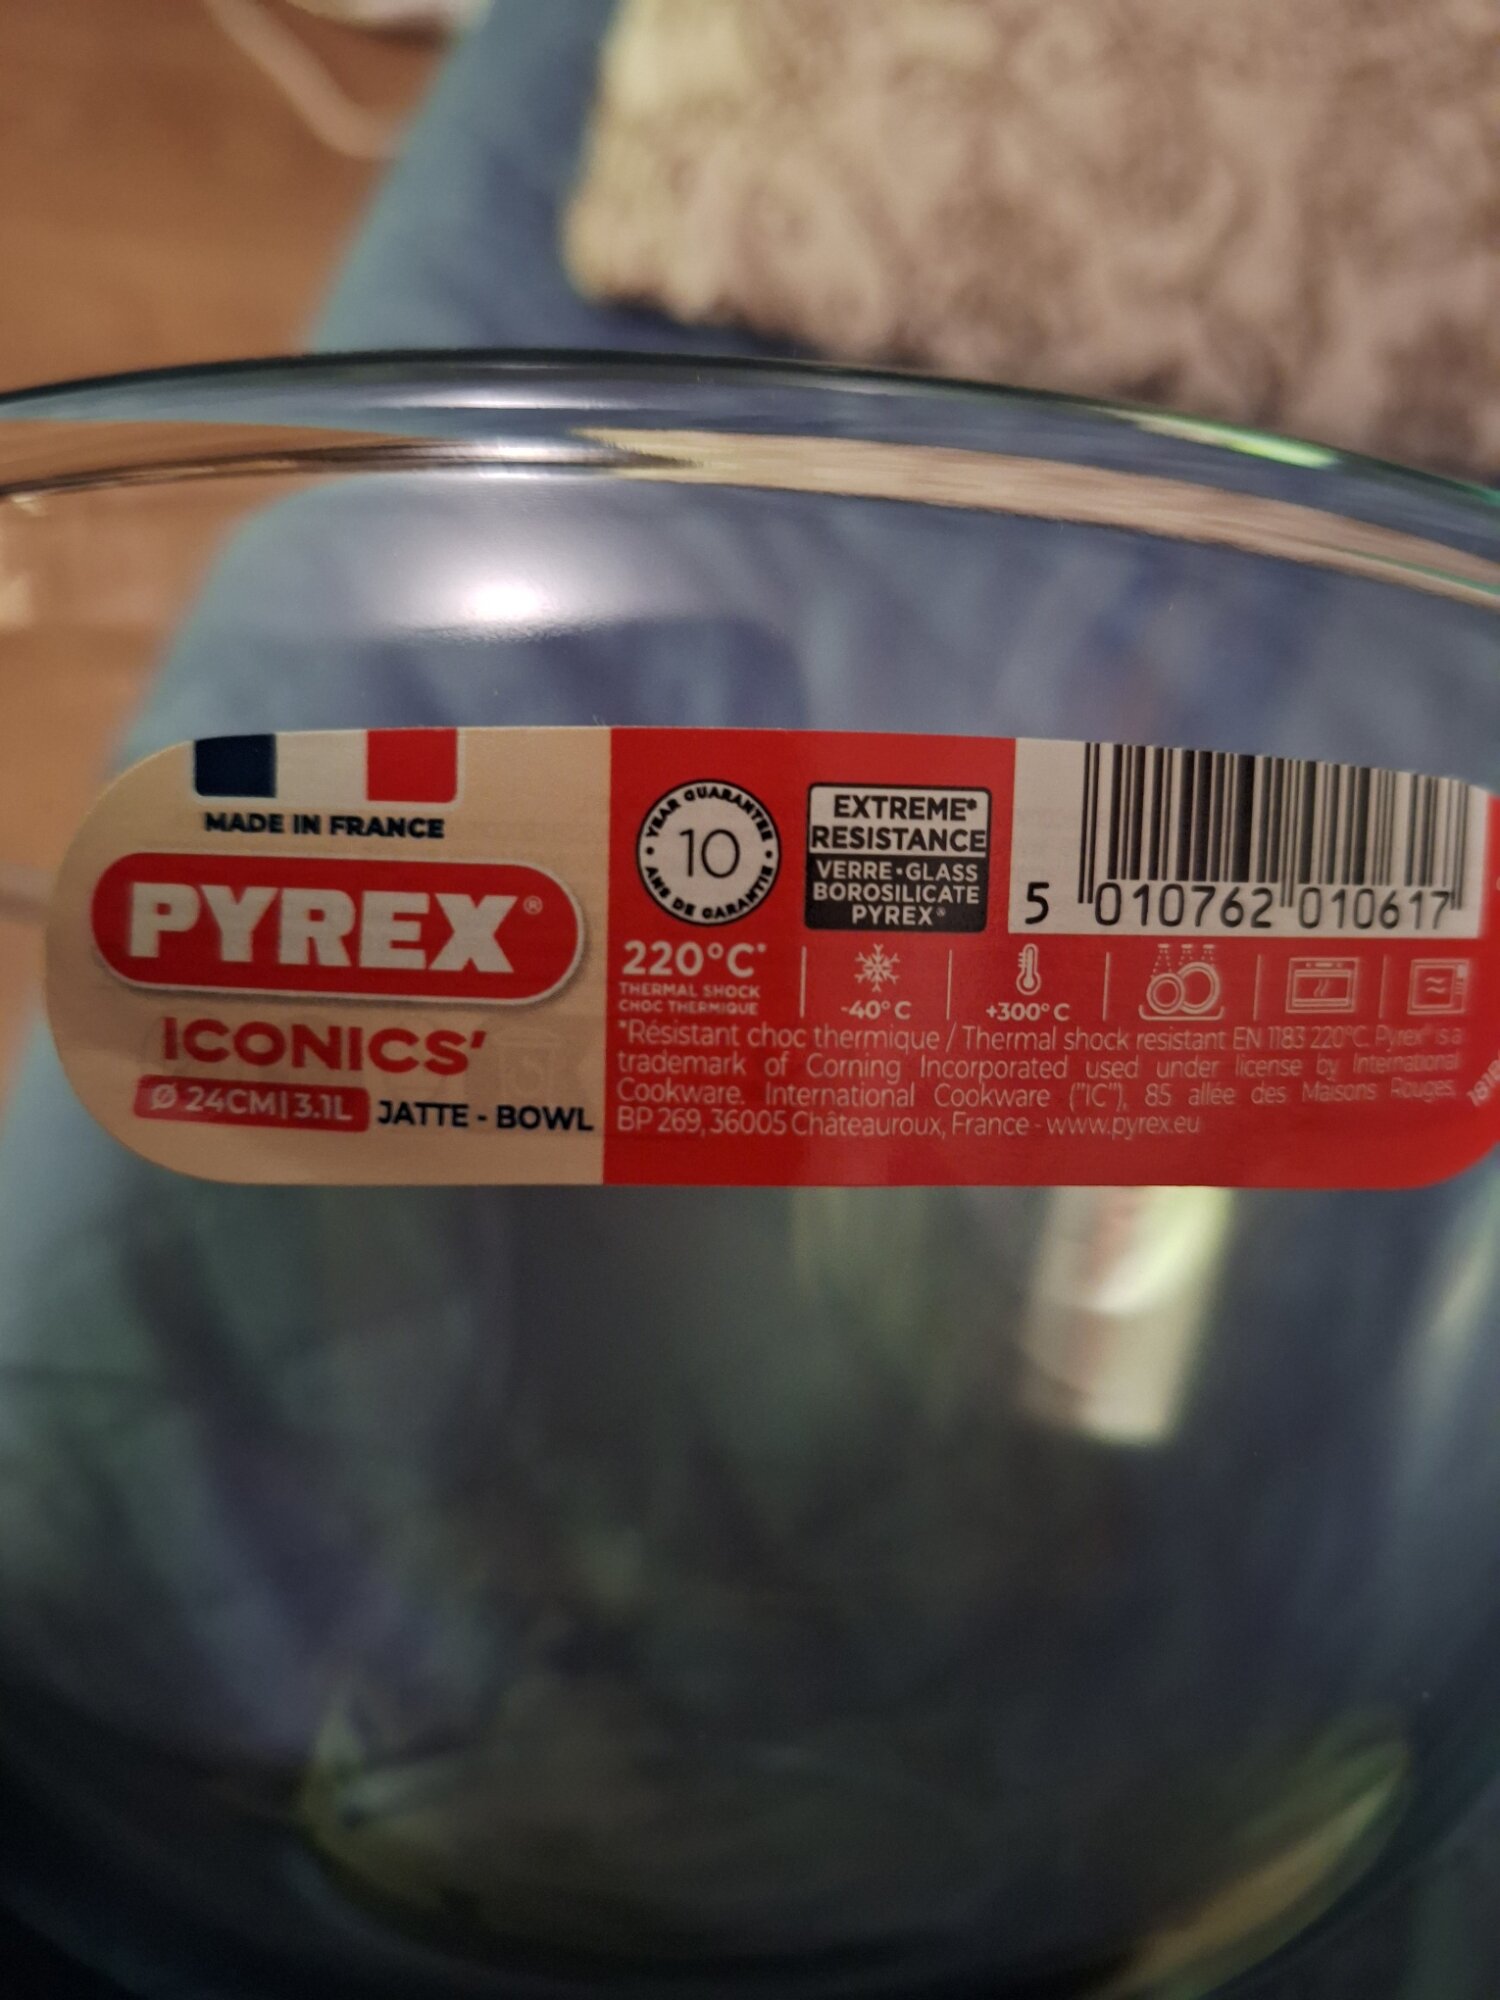 MADE IN FRANCE
PYREX®
ICONICS'
Ø 24CM|3.1L JATTE - BOWL
YEAR GUARANTEE
10
ANS DE GARANTIE
EXTREME*
RESISTANCE
VERRE•GLASS
BOROSILICATE
PYREX®
5 010762 010617
220°C*
THERMAL SHOCK
CHOC THERMIQUE
-40°C
+300°C
*Résistant choc thermique / Thermal shock resistant EN 1183 220°C. Pyrex® is a
trademark of Corning Incorporated used under license by International
Cookware. International Cookware ("IC"), 85 allée des Maisons Rouges,
BP 269, 36005 Châteauroux, France - www.pyrex.eu